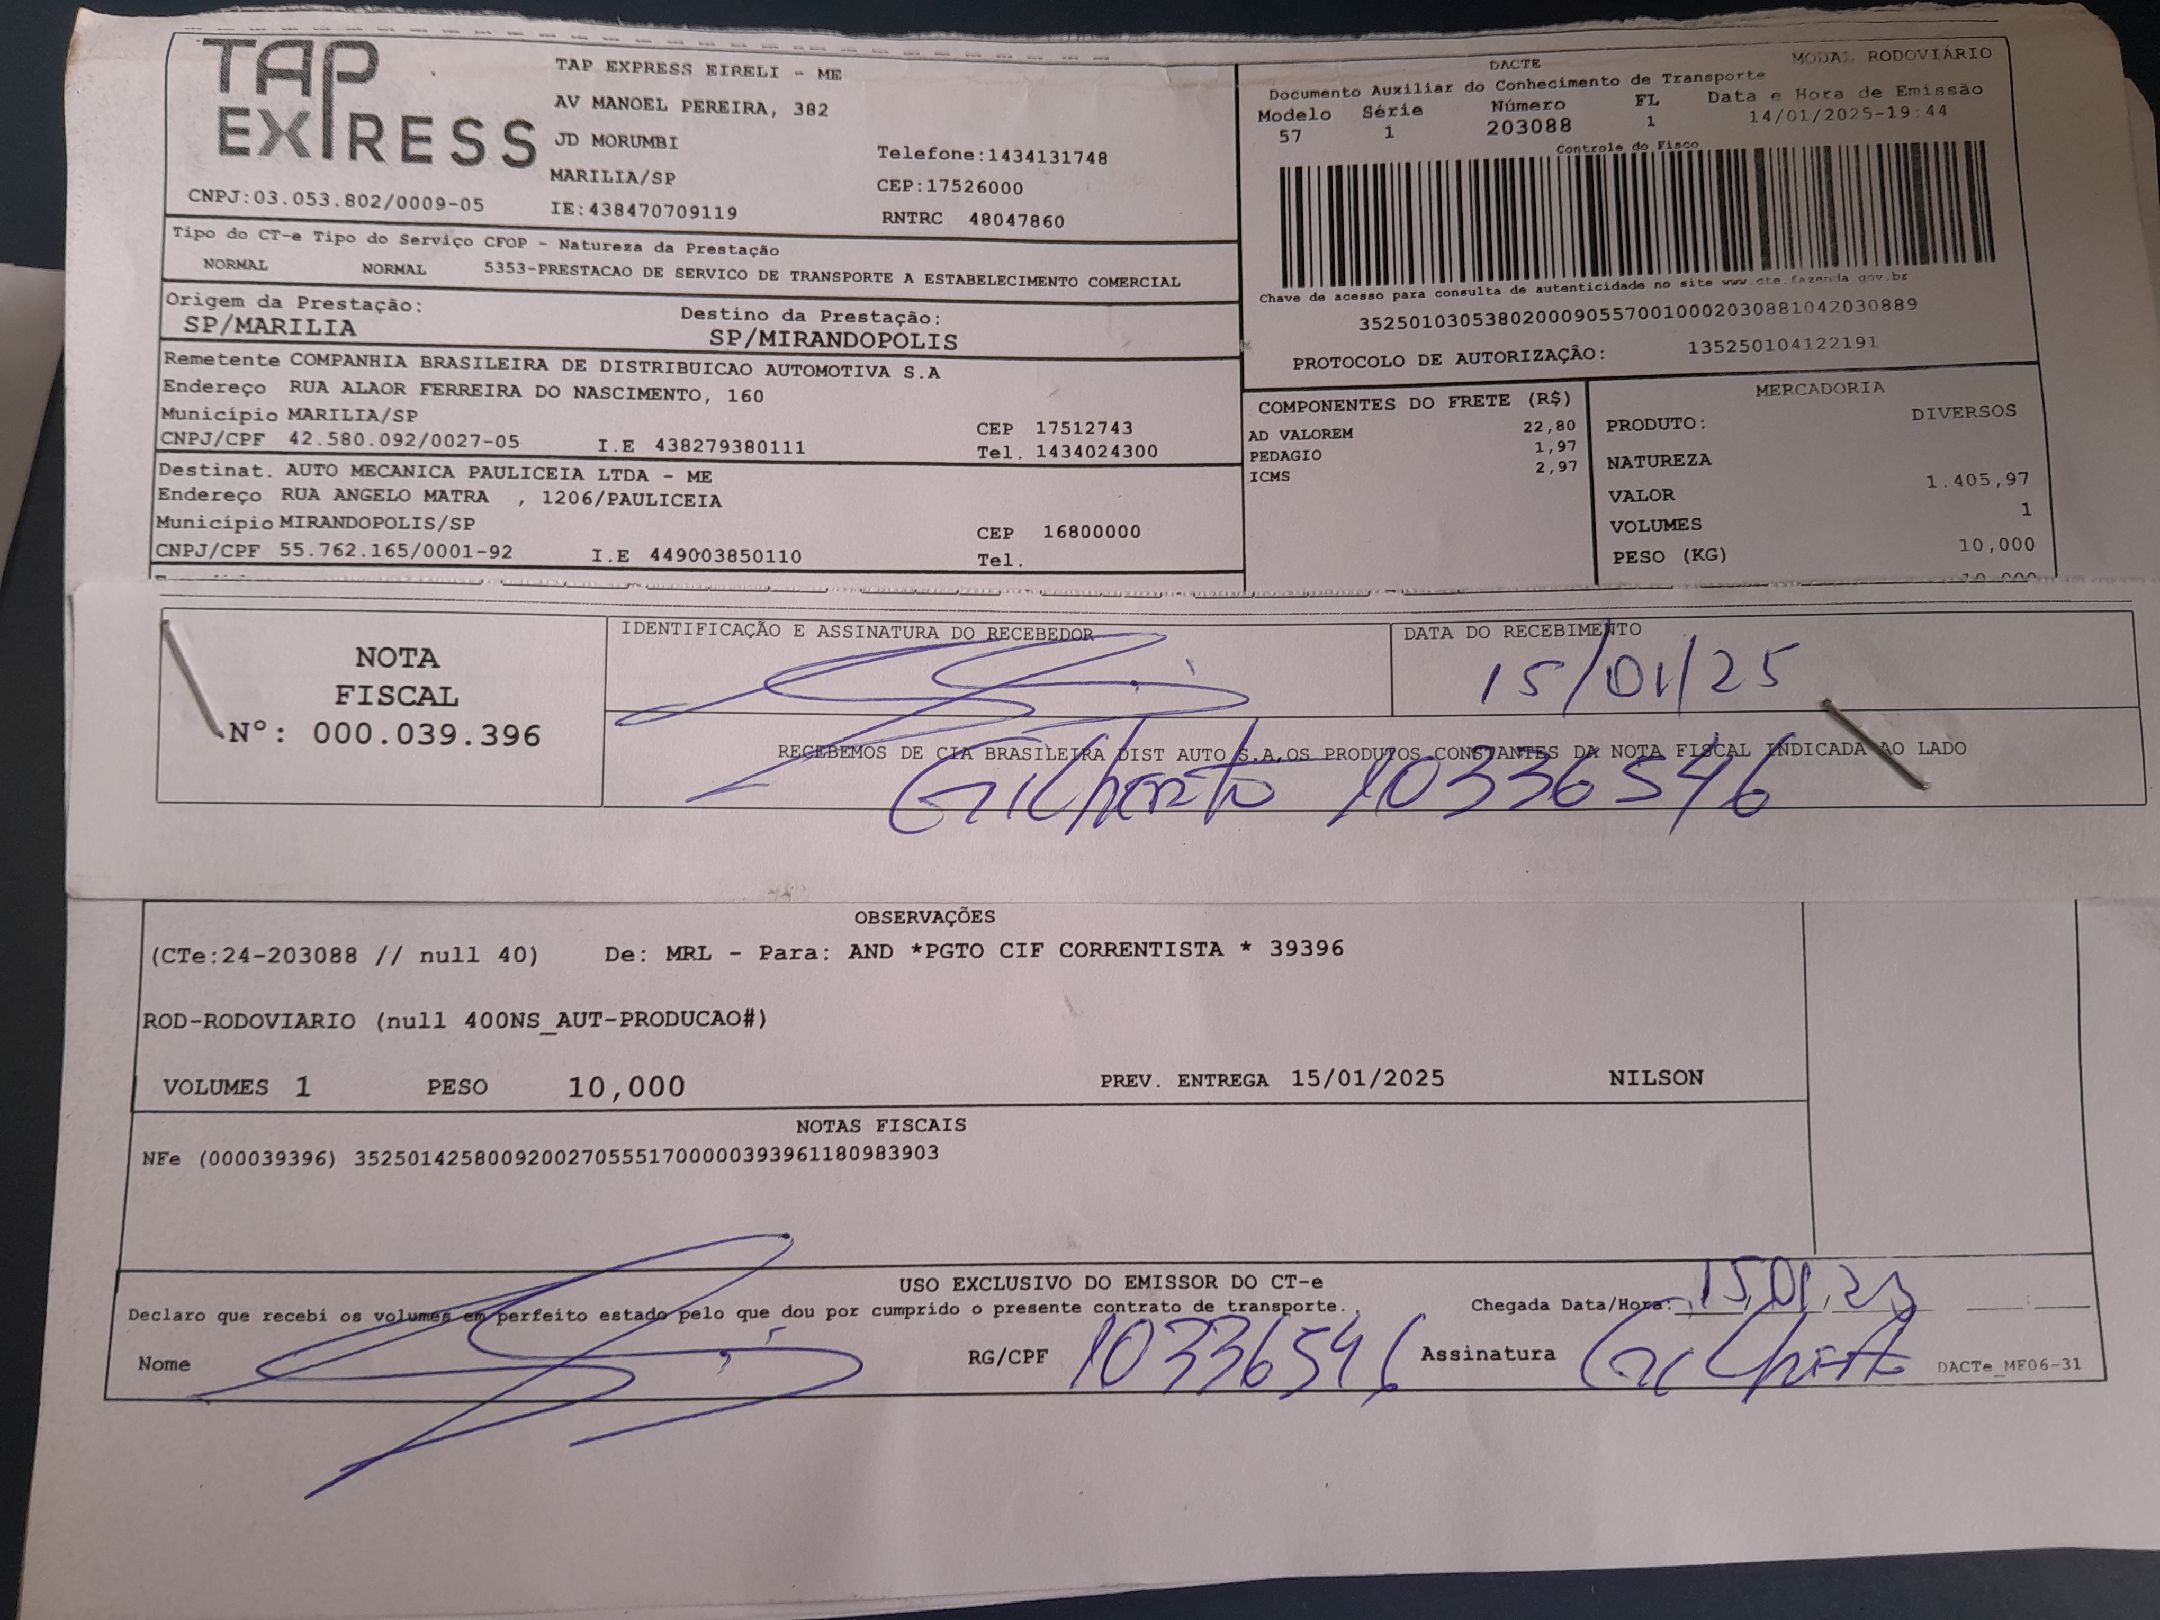 TAP EXPRESS
TAP EXPRESS EIRELI - ME
AV MANOEL PEREIRA, 382
JD MORUMBI
MARILIA/SP
Telefone:1434131748
CEP:17526000
CNPJ:03.053.802/0009-05 IE:438470709119 RNTRC 48047860
DACTE MODAL RODOVIÁRIO
Documento Auxiliar do Conhecimento de Transporte
Modelo Série Número FL Data e Hora de Emissão
57 1 203088 1 14/01/2025-19:44
Controle do Fisco
Chave de acesso para consulta de autenticidade no site www.cte.fazenda.gov.br
35250103053802000905570010002030881042030889
PROTOCOLO DE AUTORIZAÇÃO: 135250104122191
Tipo do CT-e Tipo do Serviço CFOP - Natureza da Prestação
NORMAL NORMAL 5353-PRESTACAO DE SERVICO DE TRANSPORTE A ESTABELECIMENTO COMERCIAL
Origem da Prestação: Destino da Prestação:
SP/MARILIA SP/MIRANDOPOLIS
Remetente COMPANHIA BRASILEIRA DE DISTRIBUICAO AUTOMOTIVA S.A
Endereço RUA ALAOR FERREIRA DO NASCIMENTO, 160
Município MARILIA/SP CEP 17512743
CNPJ/CPF 42.580.092/0027-05 I.E 438279380111 Tel. 1434024300
Destinat. AUTO MECANICA PAULICEIA LTDA - ME
Endereço RUA ANGELO MATRA , 1206/PAULICEIA
Município MIRANDOPOLIS/SP CEP 16800000
CNPJ/CPF 55.762.165/0001-92 I.E 449003850110 Tel.
COMPONENTES DO FRETE (R$)
AD VALOREM 22,80
PEDAGIO 1,97
ICMS 2,97
MERCADORIA
PRODUTO: DIVERSOS
NATUREZA
VALOR 1.405,97
VOLUMES 1
PESO (KG) 10,000
NOTA
FISCAL
N°: 000.039.396
IDENTIFICAÇÃO E ASSINATURA DO RECEBEDOR
DATA DO RECEBIMENTO
15/01/25
RECEBEMOS DE CIA BRASILEIRA DIST AUTO S.A.OS PRODUTOS CONSTANTES DA NOTA FISCAL INDICADA AO LADO
Gilberto 10336546
OBSERVAÇÕES
(CTe:24-203088 // null 40) De: MRL - Para: AND *PGTO CIF CORRENTISTA * 39396
ROD-RODOVIARIO (null 400NS_AUT-PRODUCAO#)
VOLUMES 1 PESO 10,000 PREV. ENTREGA 15/01/2025 NILSON
NOTAS FISCAIS
NFe (000039396) 35250142580092002705551700000393961180983903
USO EXCLUSIVO DO EMISSOR DO CT-e
Declaro que recebi os volumes em perfeito estado pelo que dou por cumprido o presente contrato de transporte. Chegada Data/Hora: 15,01,25
Nome RG/CPF 10336546 Assinatura Gilberto DACTe_MF06-31